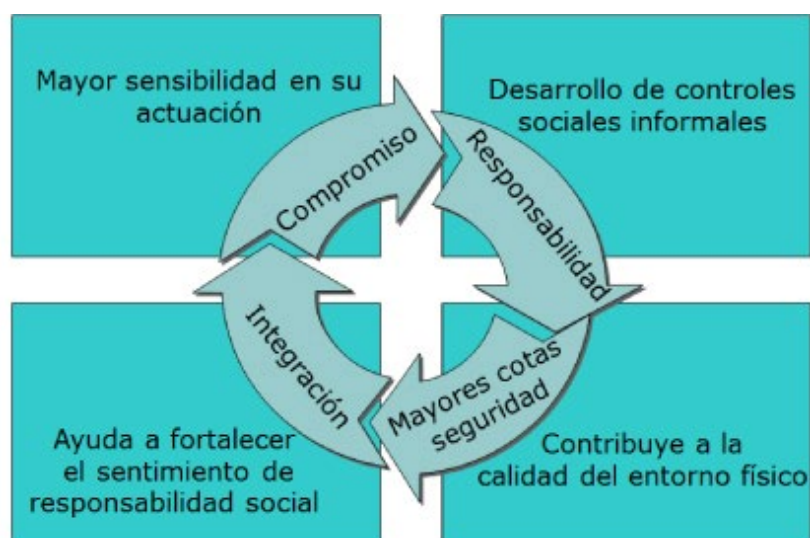 Mayor sensibilidad en su
actuación
Desarrollo de controles
sociales informales
Compromiso
Responsabilidad
Integración
Mayores cotas
seguridad
Ayuda a fortalecer
el sentimiento de
responsabilidad social
Contribuye a la
calidad del entorno físico